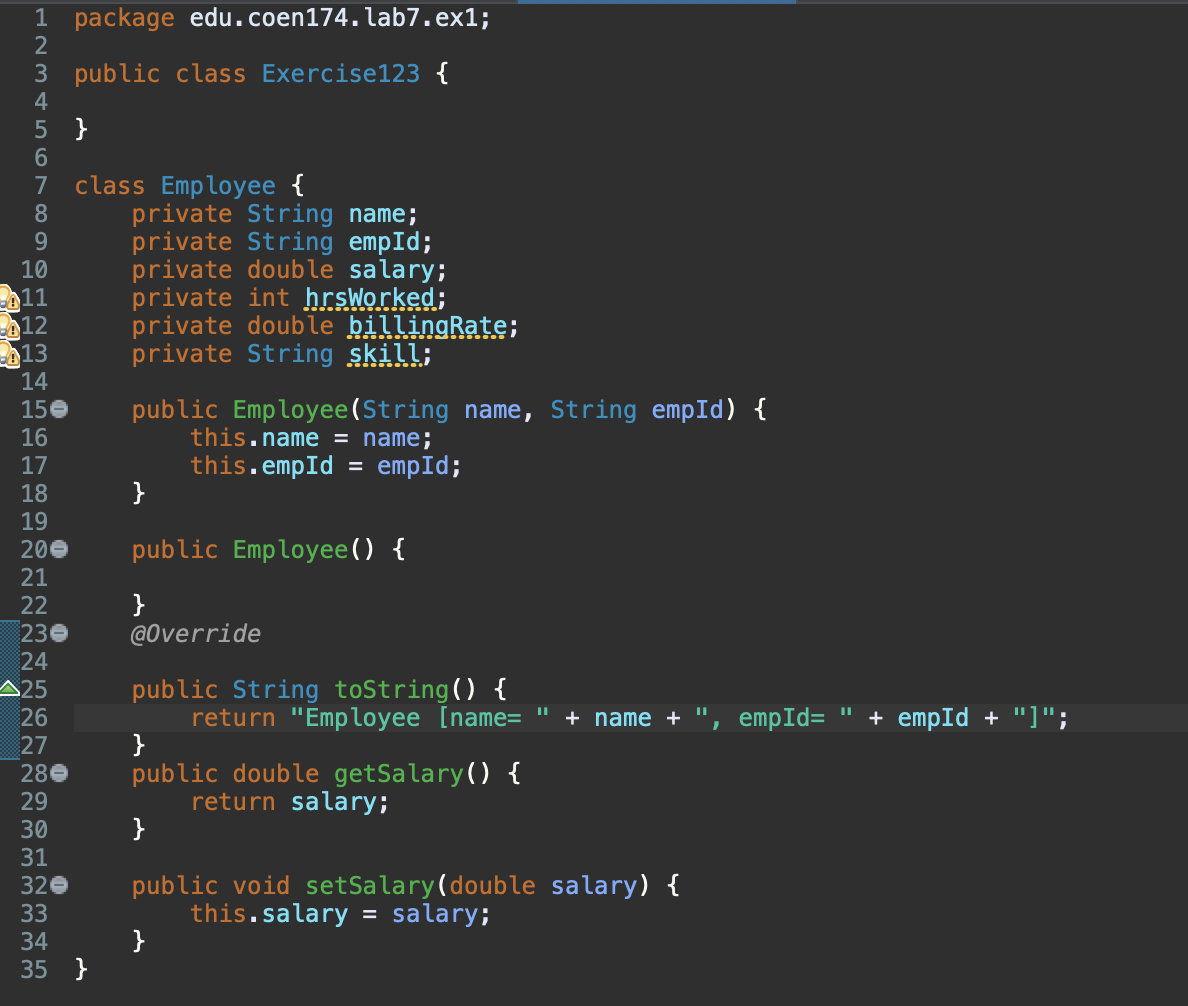 1 package edu.coen174.lab7.ex1;
2
3 public class Exercise123 {
4
5 }
6
7 class Employee {
8     private String name;
9     private String empId;
10     private double salary;
11     private int hrsWorked;
12     private double billingRate;
13     private String skill;
14
15     public Employee(String name, String empId) {
16         this.name = name;
17         this.empId = empId;
18     }
19
20     public Employee() {
21
22     }
23     @Override
24
25     public String toString() {
26         return "Employee [name= " + name + ", empId= " + empId + "]";
27     }
28     public double getSalary() {
29         return salary;
30     }
31
32     public void setSalary(double salary) {
33         this.salary = salary;
34     }
35 }